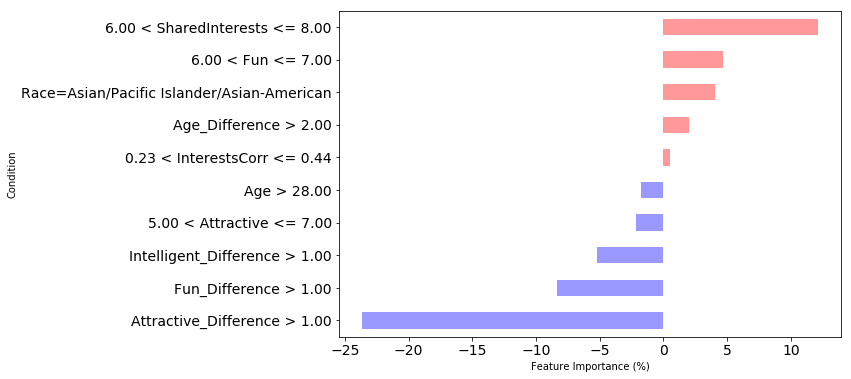 6.00 < SharedInterests <= 8.00
6.00 < Fun <= 7.00
Race=Asian/Pacific Islander/Asian-American
Age_Difference > 2.00
0.23 < InterestsCorr <= 0.44
Condition
Age > 28.00
5.00 < Attractive <= 7.00
Intelligent_Difference > 1.00
Fun_Difference > 1.00
Attractive_Difference > 1.00
−25 −20 −15 −10 −5 0 5 10
Feature Importance (%)